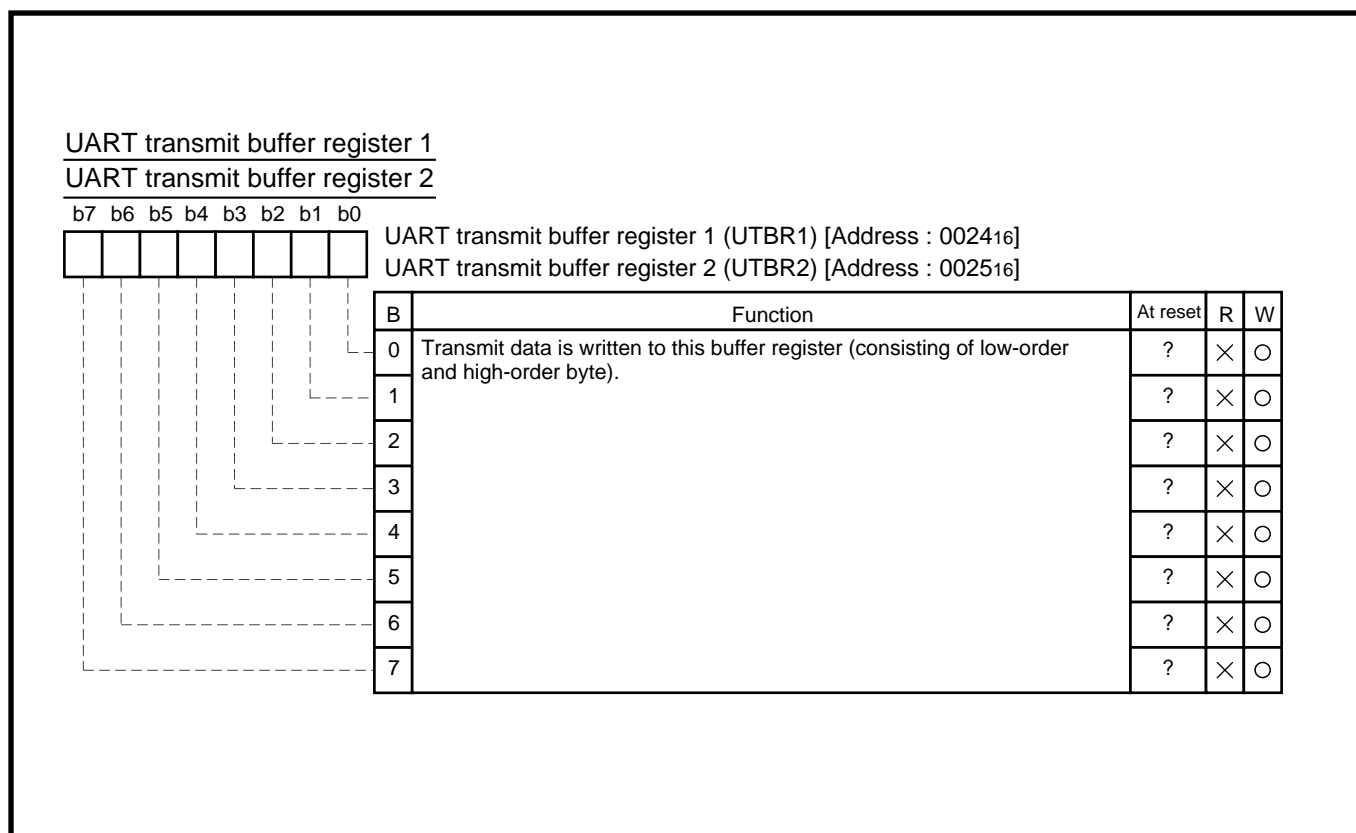 UART transmit buffer register 1
UART transmit buffer register 2
b7 b6 b5 b4 b3 b2 b1 b0
UART transmit buffer register 1 (UTBR1) [Address : 002416]
UART transmit buffer register 2 (UTBR2) [Address : 002516]
B Function At reset R W
0 Transmit data is written to this buffer register (consisting of low-order ? × ○
and high-order byte).
1 ? × ○
2 ? × ○
3 ? × ○
4 ? × ○
5 ? × ○
6 ? × ○
7 ? × ○